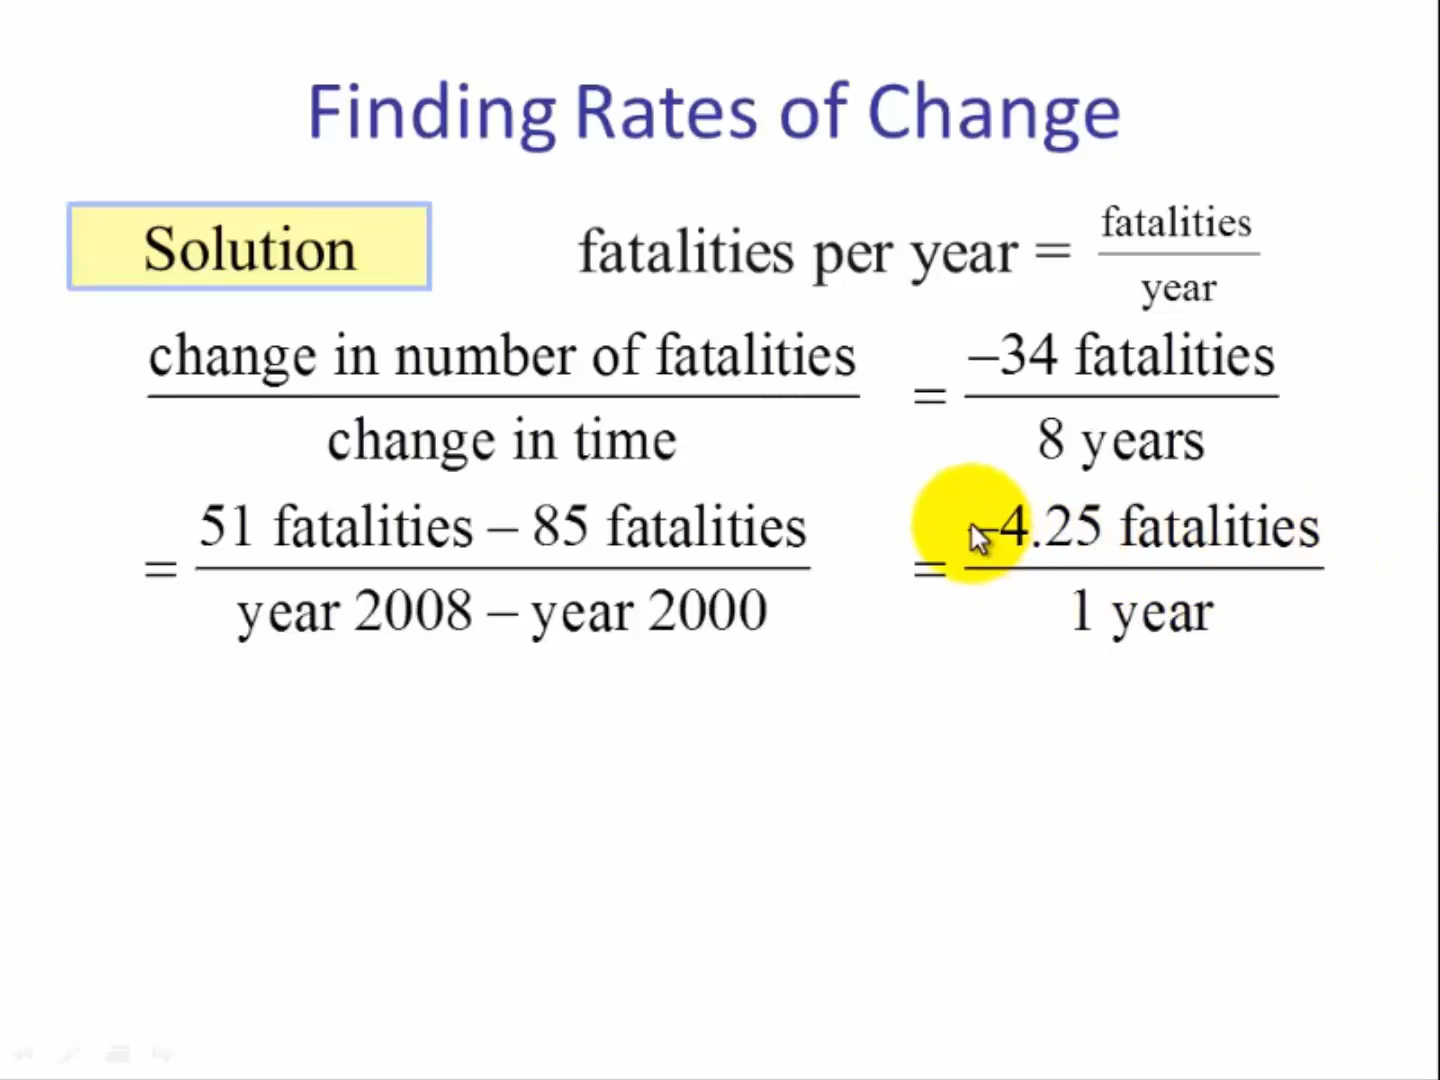 Finding Rates of Change
Solution
fatalities per year = fatalities / year
change in number of fatalities / change in time = –34 fatalities / 8 years
= 51 fatalities – 85 fatalities / year 2008 – year 2000 = –4.25 fatalities / 1 year